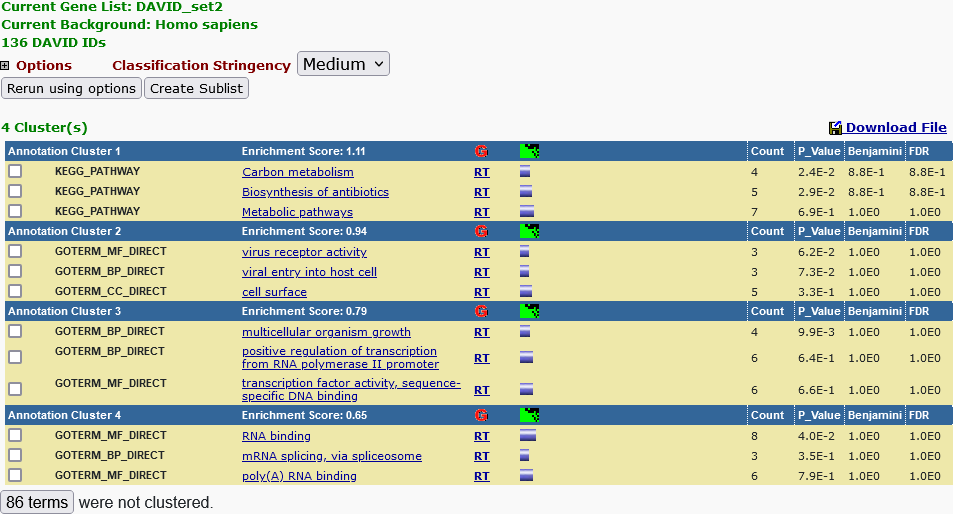 Current Gene List: DAVID_set2
Current Background: Homo sapiens
136 DAVID IDs
Options Classification Stringency Medium
Rerun using options Create Sublist
4 Cluster(s) Download File
Annotation Cluster 1 Enrichment Score: 1.11 G Count P_Value Benjamini FDR
KEGG_PATHWAY Carbon metabolism RT 4 2.4E-2 8.8E-1 8.8E-1
KEGG_PATHWAY Biosynthesis of antibiotics RT 5 2.9E-2 8.8E-1 8.8E-1
KEGG_PATHWAY Metabolic pathways RT 7 6.9E-1 1.0E0 1.0E0
Annotation Cluster 2 Enrichment Score: 0.94 G Count P_Value Benjamini FDR
GOTERM_MF_DIRECT virus receptor activity RT 3 6.2E-2 1.0E0 1.0E0
GOTERM_BP_DIRECT viral entry into host cell RT 3 7.3E-2 1.0E0 1.0E0
GOTERM_CC_DIRECT cell surface RT 5 3.3E-1 1.0E0 1.0E0
Annotation Cluster 3 Enrichment Score: 0.79 G Count P_Value Benjamini FDR
GOTERM_BP_DIRECT multicellular organism growth RT 4 9.9E-3 1.0E0 1.0E0
GOTERM_BP_DIRECT positive regulation of transcription
from RNA polymerase II promoter RT 6 6.4E-1 1.0E0 1.0E0
GOTERM_MF_DIRECT transcription factor activity, sequence-
specific DNA binding RT 6 6.6E-1 1.0E0 1.0E0
Annotation Cluster 4 Enrichment Score: 0.65 G Count P_Value Benjamini FDR
GOTERM_MF_DIRECT RNA binding RT 8 4.0E-2 1.0E0 1.0E0
GOTERM_BP_DIRECT mRNA splicing, via spliceosome RT 3 3.5E-1 1.0E0 1.0E0
GOTERM_MF_DIRECT poly(A) RNA binding RT 6 7.9E-1 1.0E0 1.0E0
86 terms were not clustered.